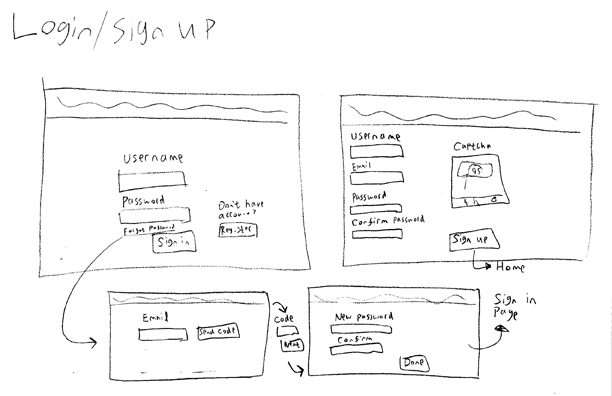 Login/Sign up
Username
Password
Forgot Password
Sign in
Don't have
account?
Register
Username
Email
Password
Confirm password
Captcha
Sign up
Home
Email
Send code
Code
New password
Confirm
Done
Sign in
Page